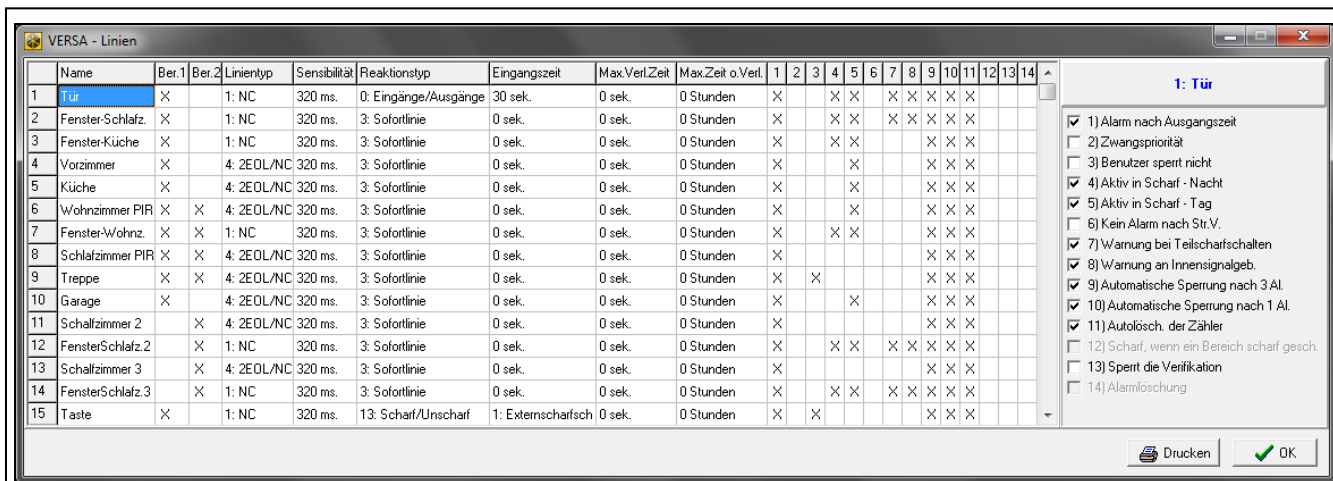 VERSA - Linien
Name Ber.1 Ber.2 Linientyp Sensibilität Reaktionstyp Eingangszeit Max.Verl.Zeit Max.Zeit o.Verl. 1 2 3 4 5 6 7 8 9 10 11 12 13 14
1 Tür X 1: NC 320 ms. 0: Eingänge/Ausgänge 30 sek. 0 sek. 0 Stunden X X X X X X X X
2 Fenster-Schlafz. X 1: NC 320 ms. 3: Sofortlinie 0 sek. 0 sek. 0 Stunden X X X X X X X X
3 Fenster-Küche X 1: NC 320 ms. 3: Sofortlinie 0 sek. 0 sek. 0 Stunden X X X X X X
4 Vorzimmer X 4: 2EOL/NC 320 ms. 3: Sofortlinie 0 sek. 0 sek. 0 Stunden X X X X X
5 Küche X 4: 2EOL/NC 320 ms. 3: Sofortlinie 0 sek. 0 sek. 0 Stunden X X X X X
6 Wohnzimmer PIR X X 4: 2EOL/NC 320 ms. 3: Sofortlinie 0 sek. 0 sek. 0 Stunden X X X X X
7 Fenster-Wohnz. X X 1: NC 320 ms. 3: Sofortlinie 0 sek. 0 sek. 0 Stunden X X X X X X
8 Schlafzimmer PIR X X 4: 2EOL/NC 320 ms. 3: Sofortlinie 0 sek. 0 sek. 0 Stunden X X X X
9 Treppe X X 4: 2EOL/NC 320 ms. 3: Sofortlinie 0 sek. 0 sek. 0 Stunden X X X X X
10 Garage X 4: 2EOL/NC 320 ms. 3: Sofortlinie 0 sek. 0 sek. 0 Stunden X X X X X
11 Schalfzimmer 2 X 4: 2EOL/NC 320 ms. 3: Sofortlinie 0 sek. 0 sek. 0 Stunden X X X X
12 FensterSchlafz.2 X 1: NC 320 ms. 3: Sofortlinie 0 sek. 0 sek. 0 Stunden X X X X X X X X
13 Schalfzimmer 3 X 4: 2EOL/NC 320 ms. 3: Sofortlinie 0 sek. 0 sek. 0 Stunden X X X X
14 FensterSchlafz.3 X 1: NC 320 ms. 3: Sofortlinie 0 sek. 0 sek. 0 Stunden X X X X X X X X
15 Taste X 1: NC 320 ms. 13: Scharf/Unscharf 1: Externscharfsch 0 sek. 0 Stunden X X X X X
1: Tür
1) Alarm nach Ausgangszeit
2) Zwangspriorität
3) Benutzer sperrt nicht
4) Aktiv in Scharf - Nacht
5) Aktiv in Scharf - Tag
6) Kein Alarm nach Str.V.
7) Warnung bei Teilscharfschalten
8) Warnung an Innensignalgeb.
9) Automatische Sperrung nach 3 Al.
10) Automatische Sperrung nach 1 Al.
11) Autolösch. der Zähler
12) Scharf, wenn ein Bereich scharf gesch.
13) Sperrt die Verifikation
14) Alarmlöschung
Drucken
OK